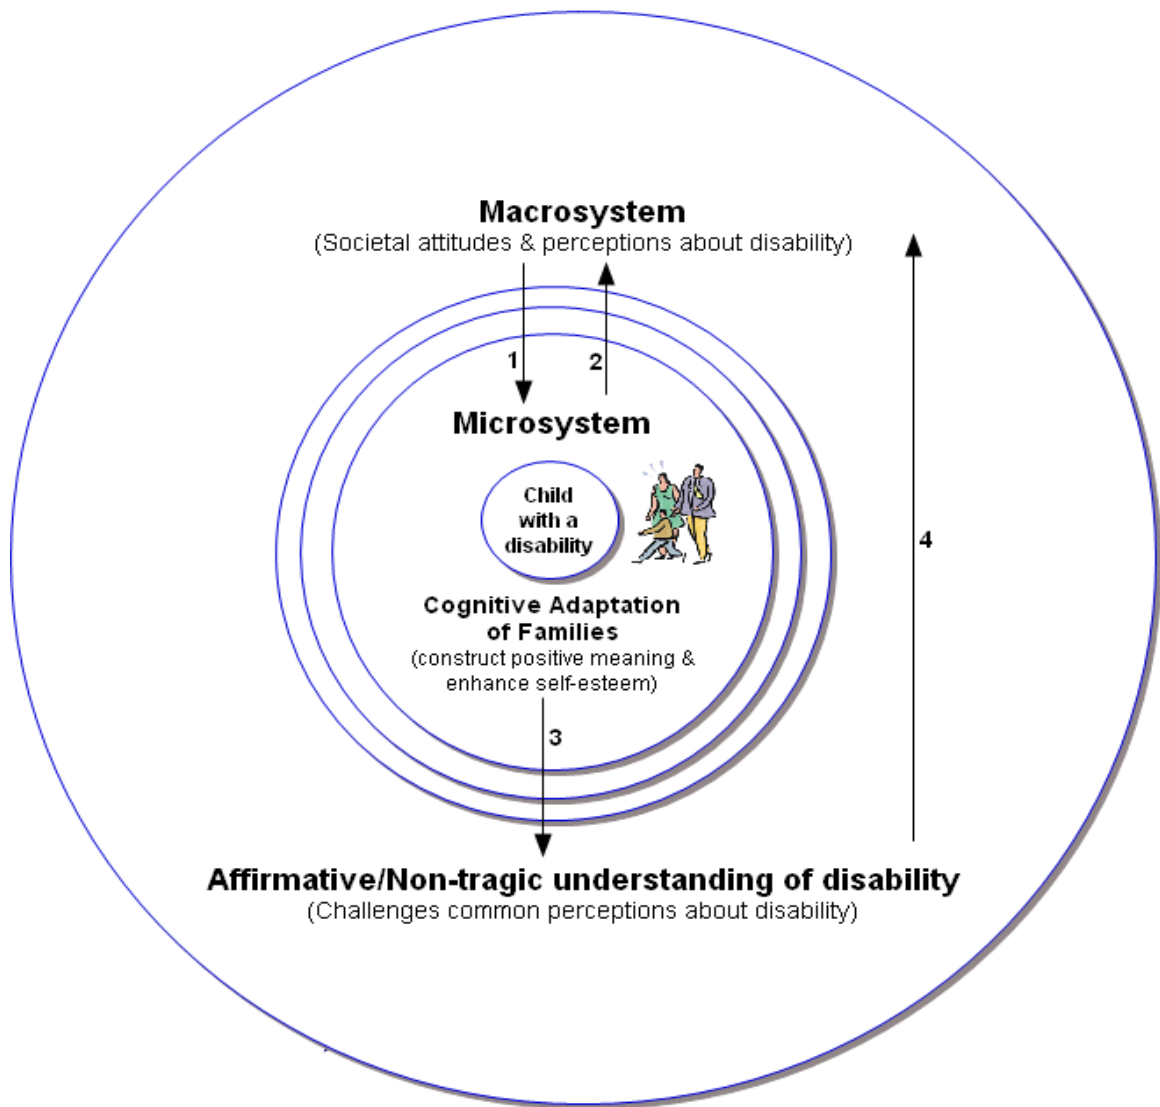 Macrosystem
(Societal attitudes & perceptions about disability)
1
2
Microsystem
Child
with a
disability
4
Cognitive Adaptation
of Families
(construct positive meaning &
enhance self-esteem)
3
Affirmative/Non-tragic understanding of disability
(Challenges common perceptions about disability)